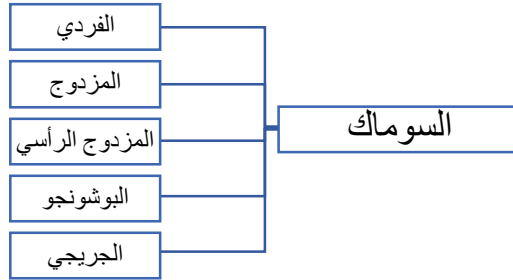 السوماك
الفردي
المزدوج
المزدوج الرأسي
البوشونجو
الجريجي